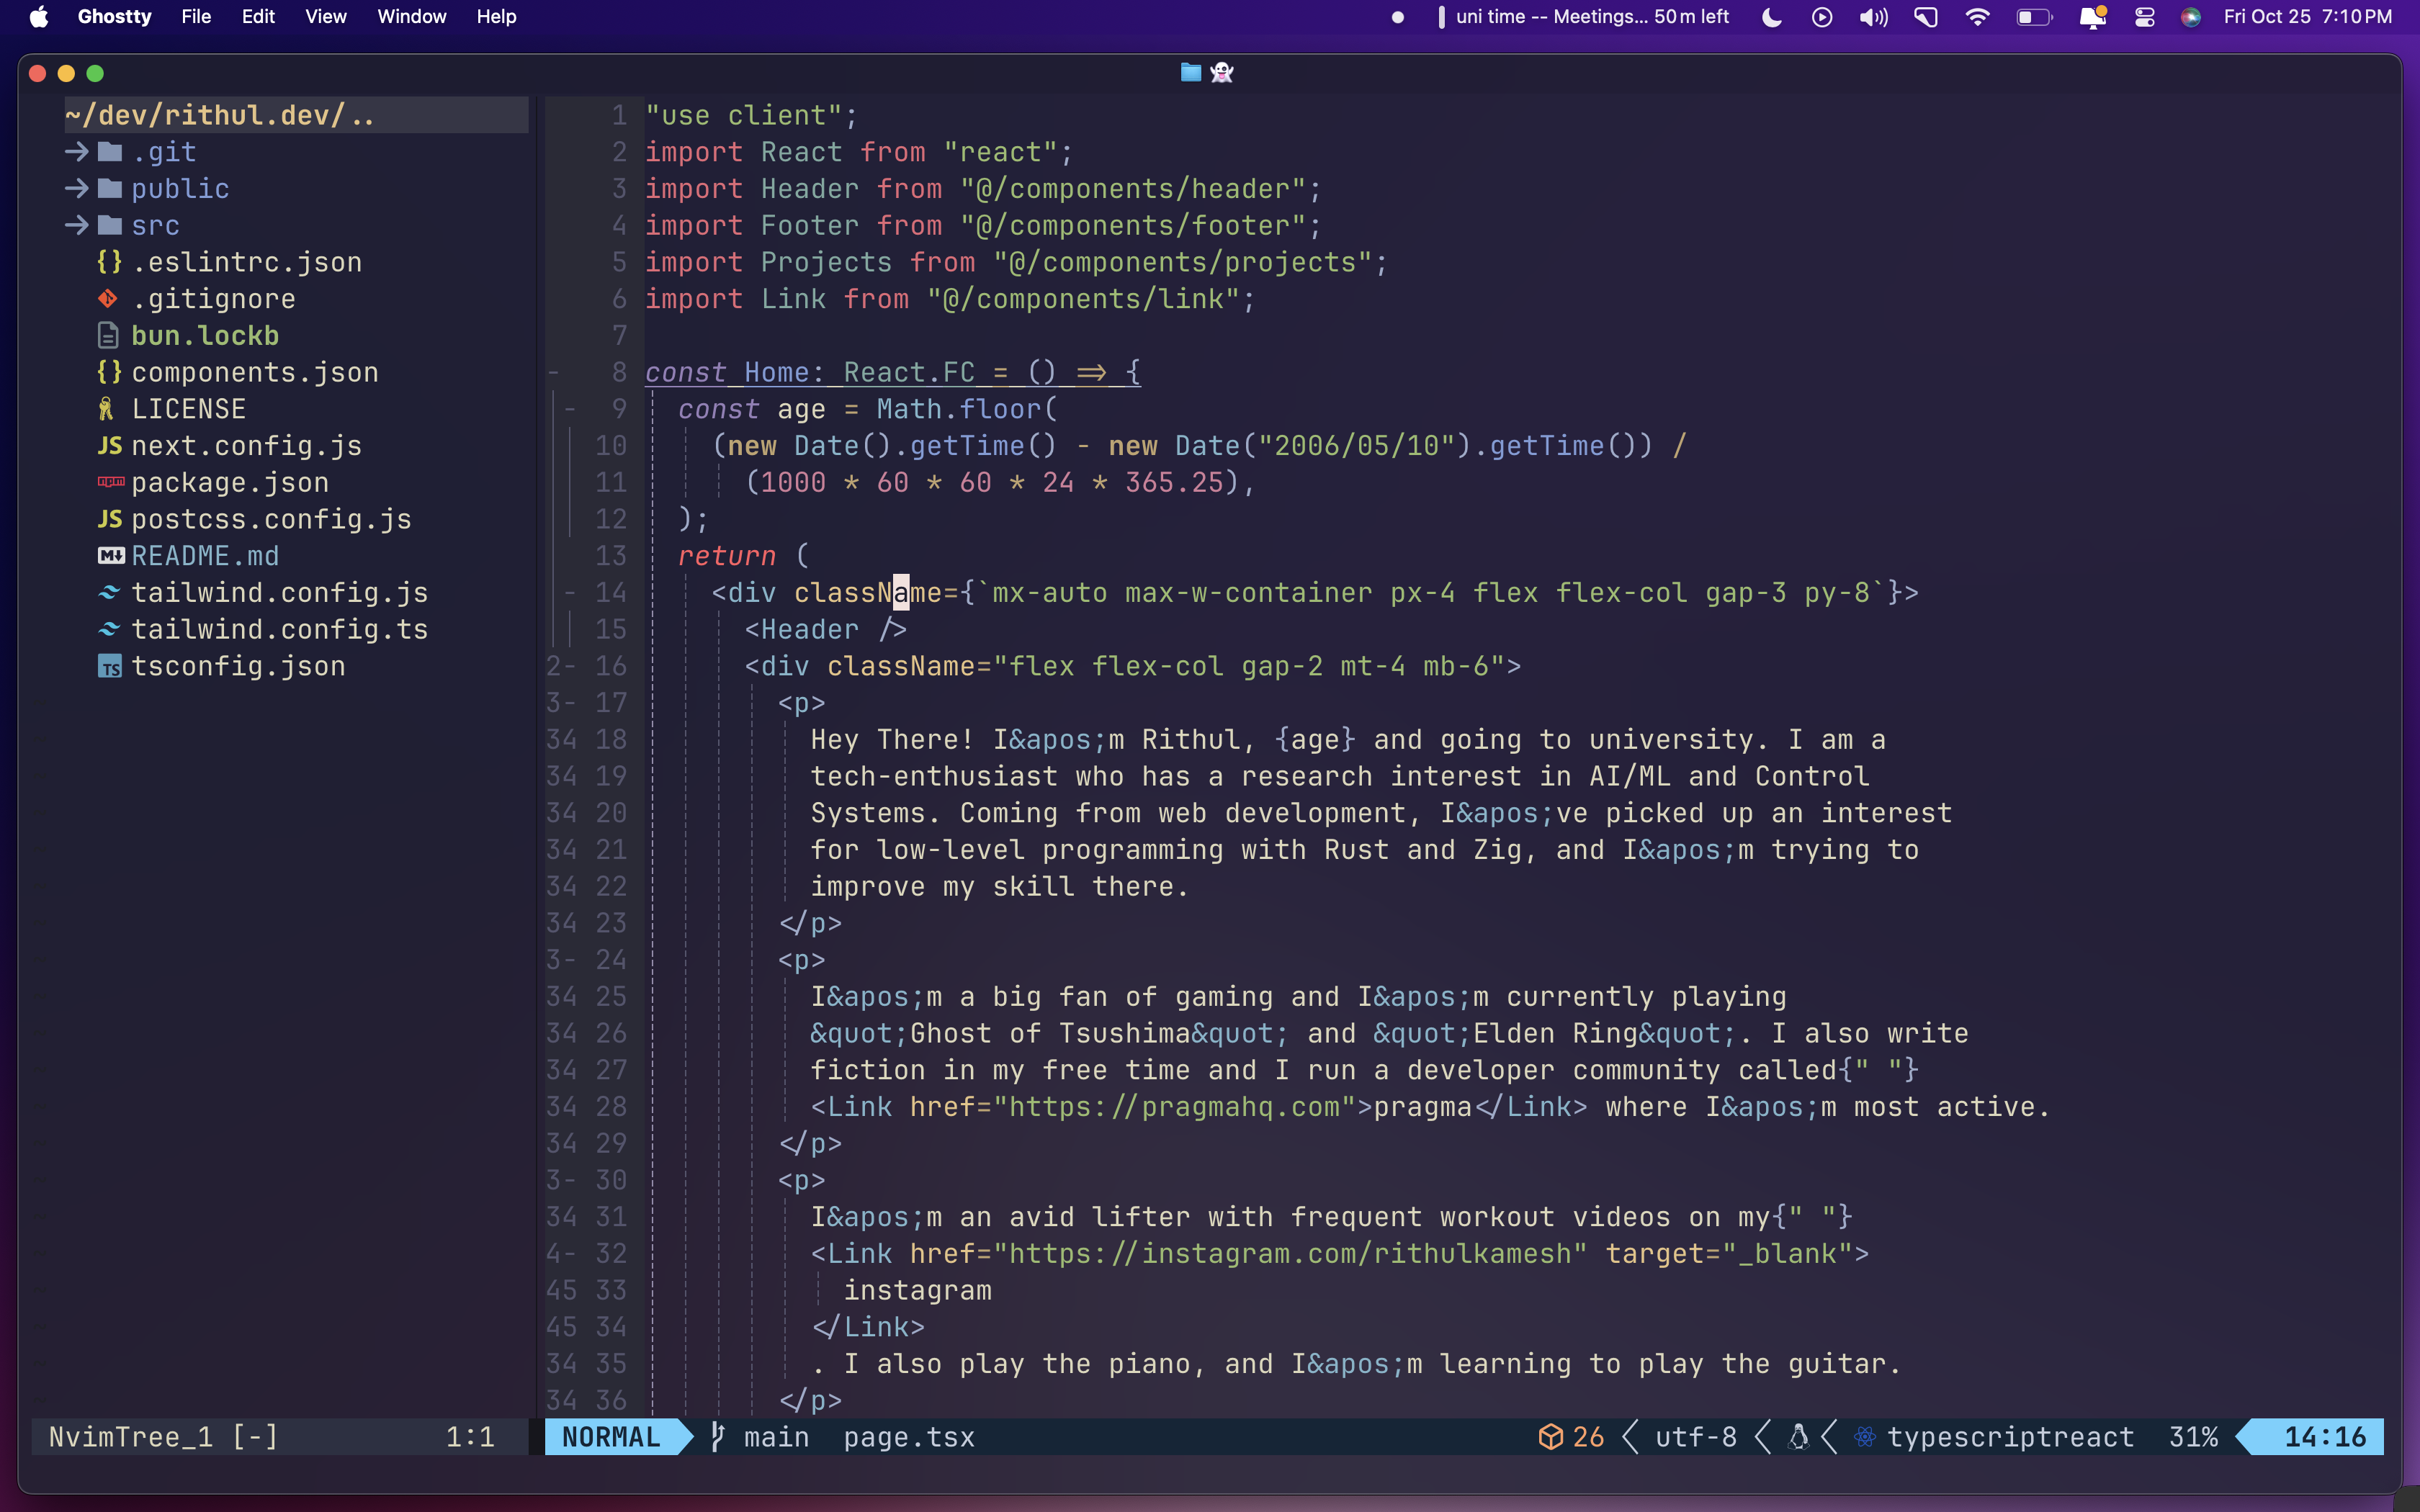 Ghostty File Edit View Window Help
uni time -- Meetings... 50m left Fri Oct 25 7:10 PM
~/dev/rithul.dev/..
.git
public
src
.eslintrc.json
.gitignore
bun.lockb
components.json
LICENSE
JS next.config.js
package.json
JS postcss.config.js
README.md
tailwind.config.js
tailwind.config.ts
TS tsconfig.json
1 "use client";
2 import React from "react";
3 import Header from "@/components/header";
4 import Footer from "@/components/footer";
5 import Projects from "@/components/projects";
6 import Link from "@/components/link";
7
- 8 const Home: React.FC = () => {
- 9 const age = Math.floor(
10 (new Date().getTime() - new Date("2006/05/10").getTime()) /
11 (1000 * 60 * 60 * 24 * 365.25),
12 );
13 return (
- 14 <div className={`mx-auto max-w-container px-4 flex flex-col gap-3 py-8`}>
15 <Header />
2- 16 <div className="flex flex-col gap-2 mt-4 mb-6">
3- 17 <p>
34 18 Hey There! I&apos;m Rithul, {age} and going to university. I am a
34 19 tech-enthusiast who has a research interest in AI/ML and Control
34 20 Systems. Coming from web development, I&apos;ve picked up an interest
34 21 for low-level programming with Rust and Zig, and I&apos;m trying to
34 22 improve my skill there.
34 23 </p>
3- 24 <p>
34 25 I&apos;m a big fan of gaming and I&apos;m currently playing
34 26 &quot;Ghost of Tsushima&quot; and &quot;Elden Ring&quot;. I also write
34 27 fiction in my free time and I run a developer community called{" "}
34 28 <Link href="https://pragmahq.com">pragma</Link> where I&apos;m most active.
34 29 </p>
3- 30 <p>
34 31 I&apos;m an avid lifter with frequent workout videos on my{" "}
4- 32 <Link href="https://instagram.com/rithulkamesh" target="_blank">
45 33 instagram
45 34 </Link>
34 35 . I also play the piano, and I&apos;m learning to play the guitar.
34 36 </p>
NvimTree_1 [-] 1:1 NORMAL main page.tsx 26 utf-8 typescriptreact 31% 14:16